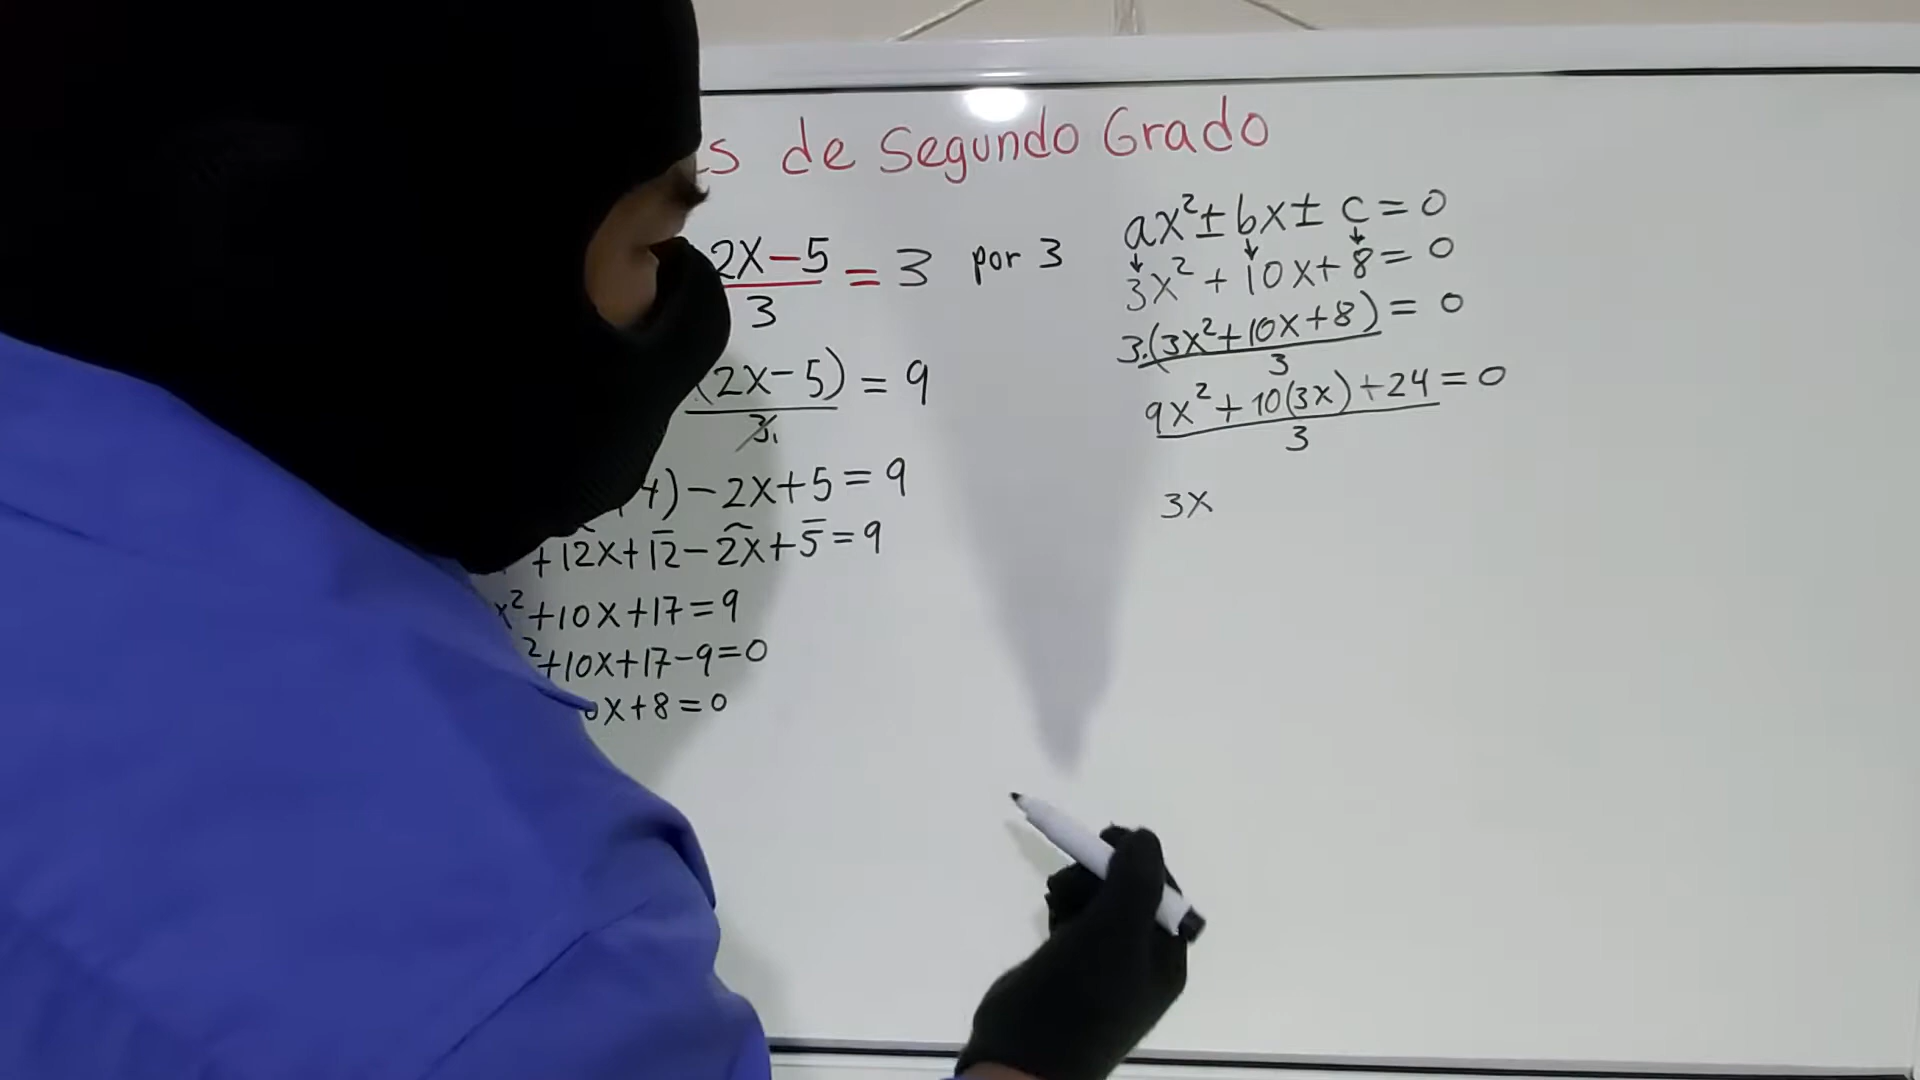 de Segundo Grado
2x-5 = 3 por 3
3
(2x-5) = 9
3.
)-2x+5=9
+12x+12-2x+5=9
x²+10x+17=9
²+10x+17-9=0
0x+8=0
ax²±bx± c=0
3x²+10x+8=0
3.(3x²+10x+8)= 0
3
9x²+10(3x)+24=0
3
3x